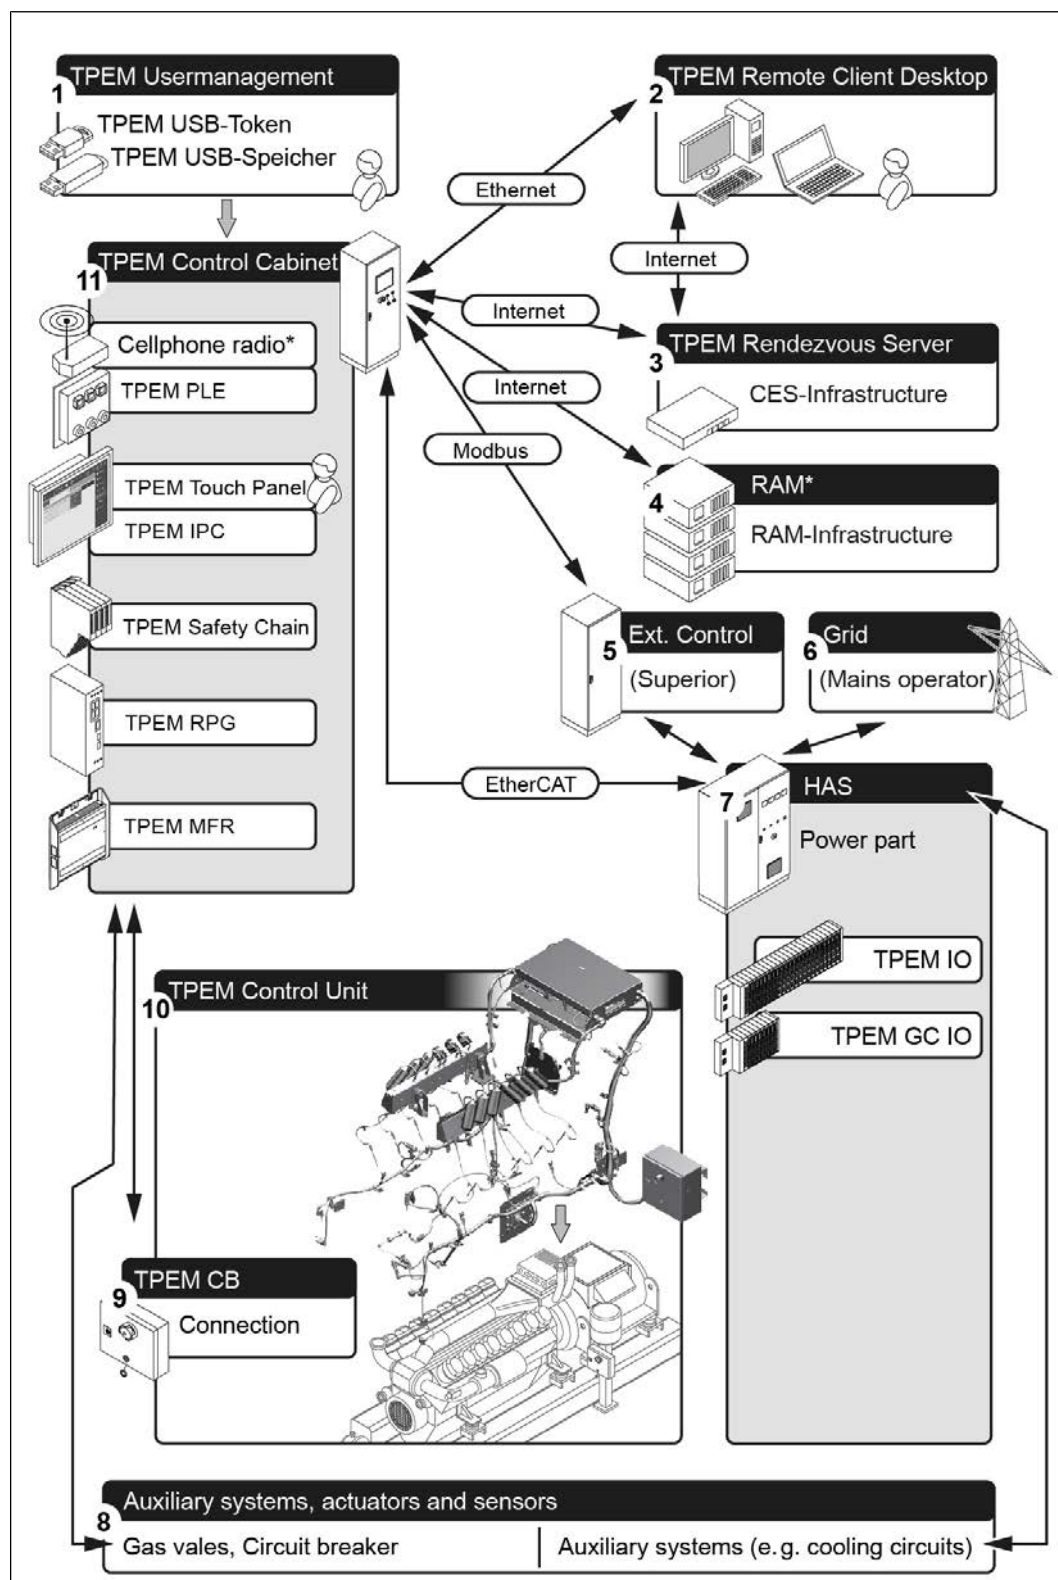 TPEM Usermanagement
1
TPEM USB-Token
TPEM USB-Speicher
TPEM Remote Client Desktop
2
Ethernet
Internet
TPEM Control Cabinet
11
Internet
TPEM Rendezvous Server
3
CES-Infrastructure
Cellphone radio*
Internet
TPEM PLE
Modbus
RAM*
4
RAM-Infrastructure
TPEM Touch Panel
TPEM IPC
TPEM Safety Chain
Ext. Control
5
(Superior)
Grid
6
(Mains operator)
TPEM RPG
EtherCAT
HAS
7
Power part
TPEM MFR
TPEM IO
TPEM GC IO
TPEM Control Unit
10
TPEM CB
9
Connection
Auxiliary systems, actuators and sensors
8
Gas vales, Circuit breaker
Auxiliary systems (e.g. cooling circuits)